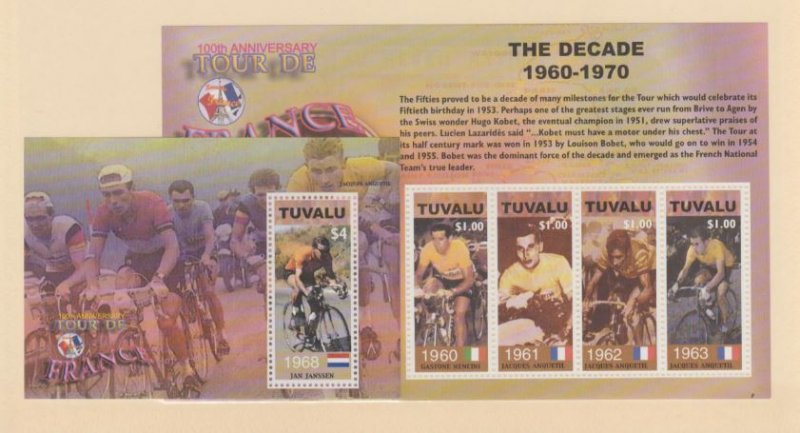 100th ANNIVERSARY
TOUR DE
FRANCE
THE DECADE
1960-1970
The Fifties proved to be a decade of many milestones for the Tour which would celebrate its
Fiftieth birthday in 1953. Perhaps one of the greatest stages ever run from Brive to Agen by
the Swiss wonder Hugo Kobet, the eventual champion in 1951, drew superlative praises of
his peers. Lucien Lazaridés said "...Kobet must have a motor under his chest." The Tour at
its half century mark was won in 1953 by Louison Bobet, who would go on to win in 1954
and 1955. Bobet was the dominant force of the decade and emerged as the French National
Team's true leader.
JACQUES ANQUETIL
TUVALU
$4
1968
JAN JANSSEN
100th ANNIVERSARY
TOUR DE
FRANCE
TUVALU
$1.00
1960
GASTONE NENCINI
TUVALU
$1.00
1961
JACQUES ANQUETIL
TUVALU
$1.00
1962
JACQUES ANQUETIL
TUVALU
$1.00
1963
JACQUES ANQUETIL